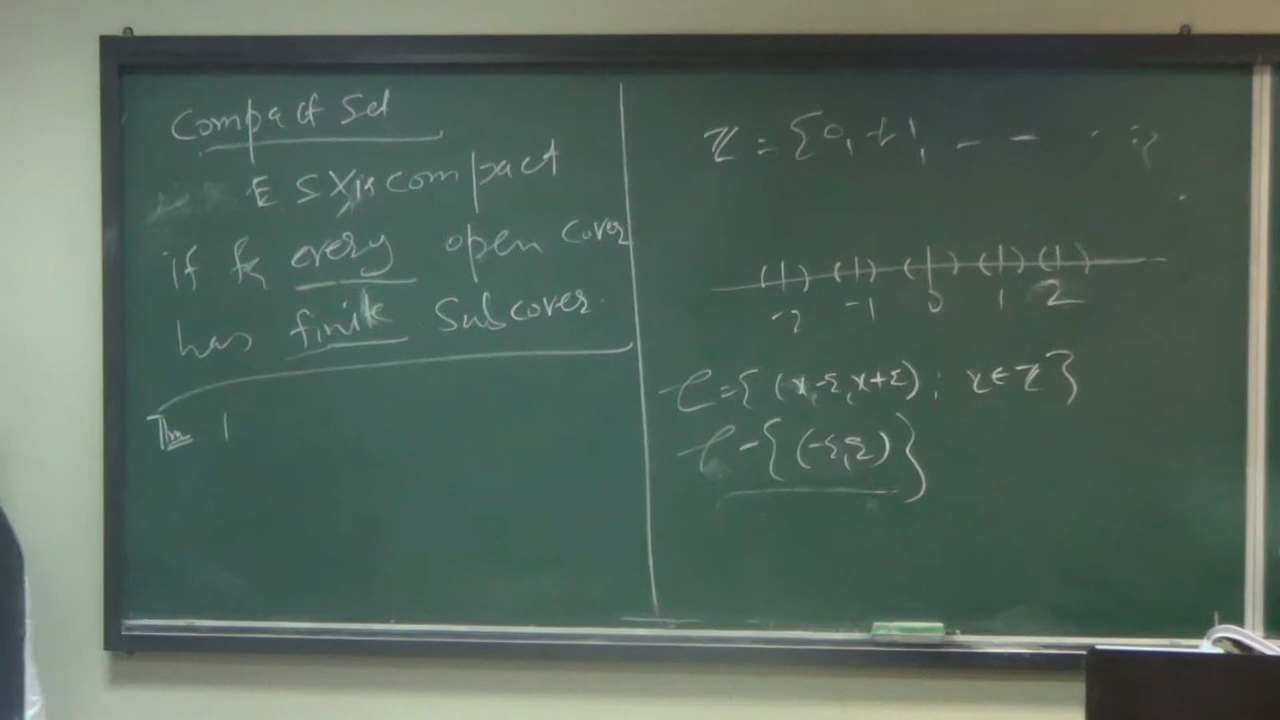 Compact Set
E ⊆ X is compact
if every open cover
has finite Subcover.
Thm 1
ℤ = {0, ±1, - - · · }
-2 -1 0 1 2
𝒞 = { (x-ε, x+ε) ; x ∈ ℤ }
𝒞 - { (-ε, ε) }